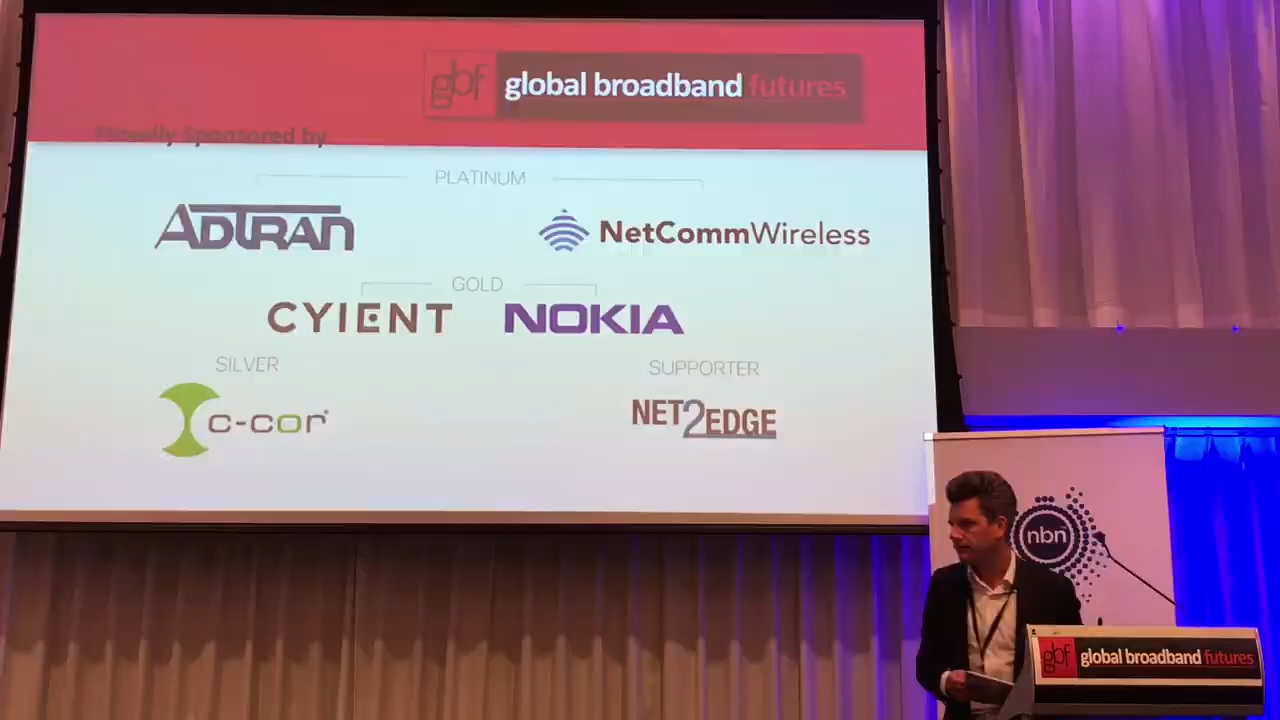 gbf global broadband futures
Proudly Sponsored by
PLATINUM
ADTRAN
NetCommWireless
GOLD
CYIENT NOKIA
SILVER
SUPPORTER
c-cor
NET2EDGE
nbn
gbf global broadband futures